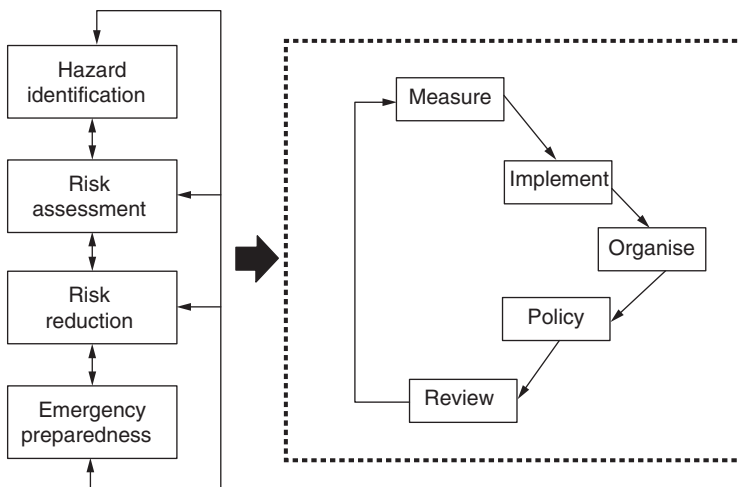 Hazard
identification
Risk
assessment
Risk
reduction
Emergency
preparedness
Measure
Implement
Organise
Policy
Review